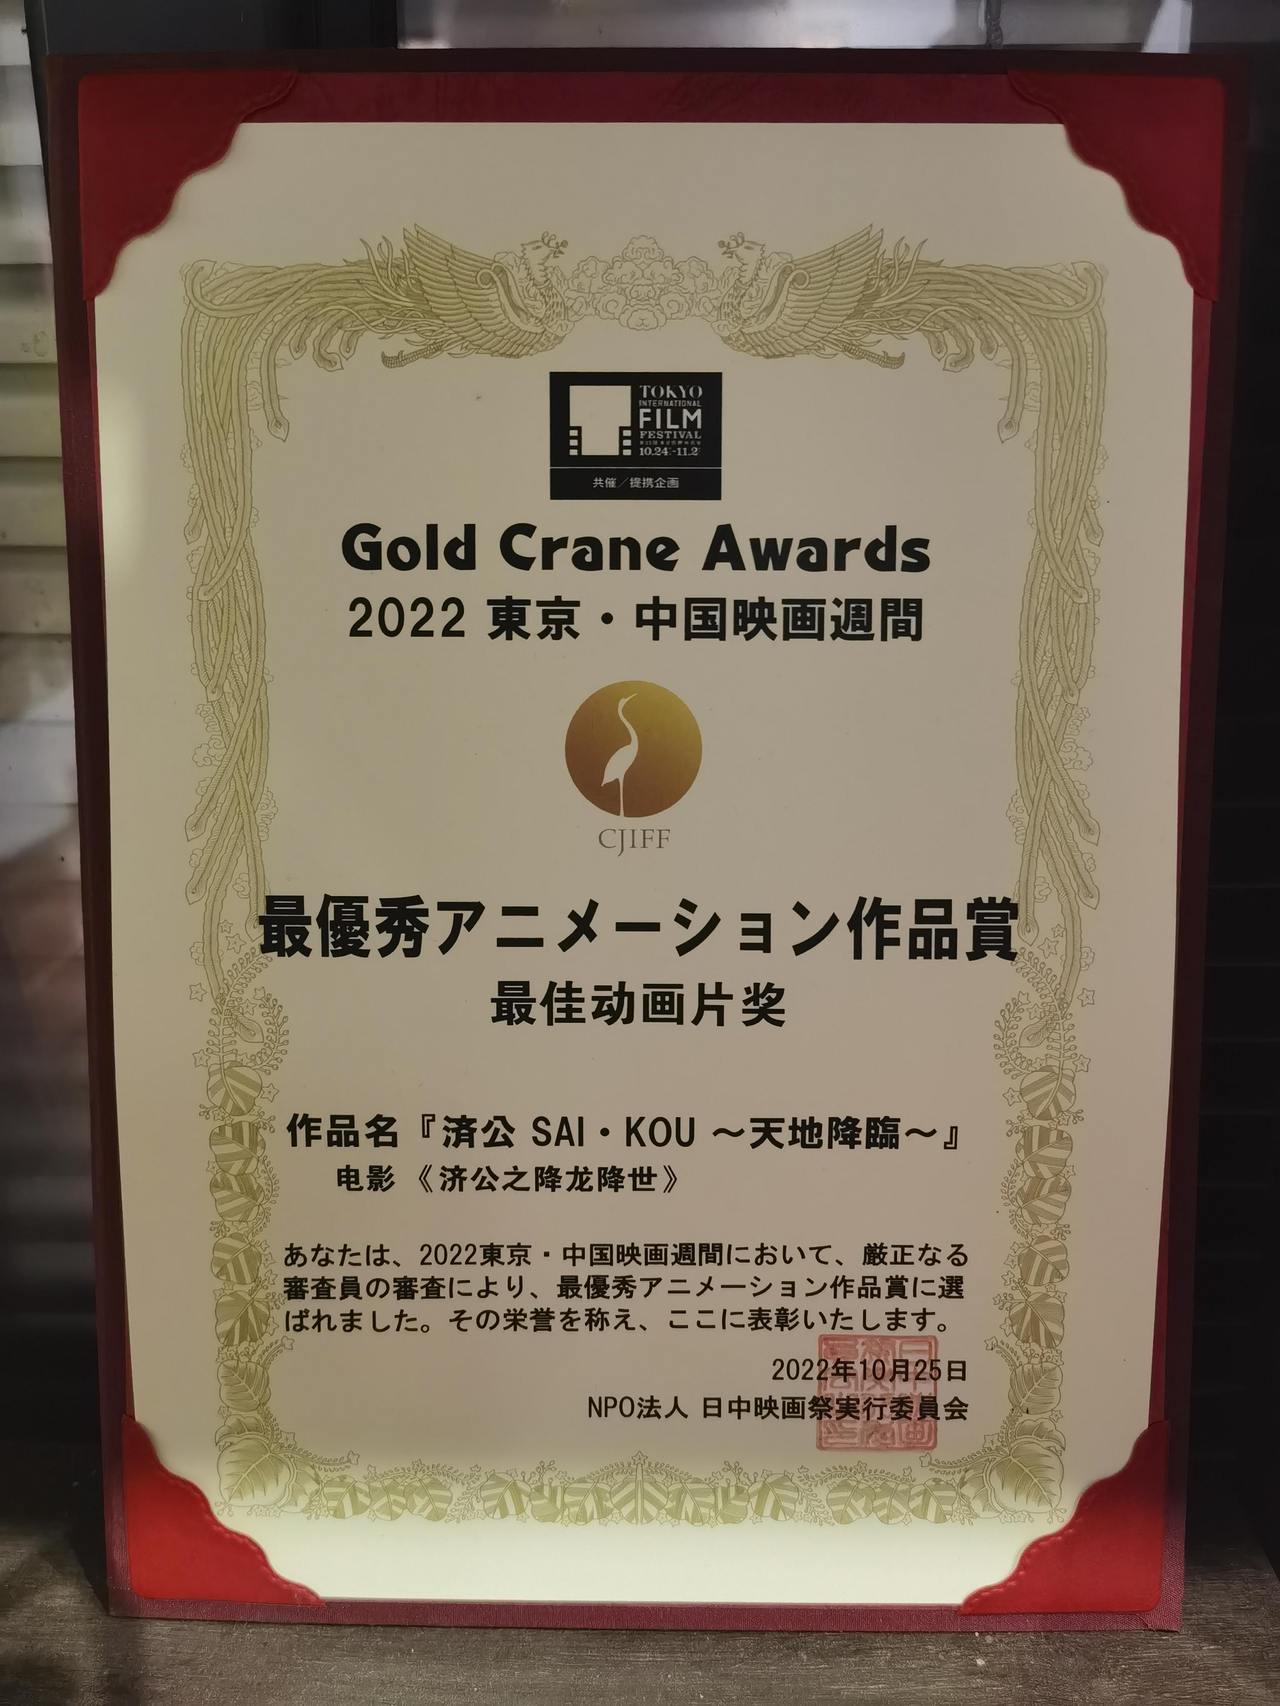 TOKYO
INTERNATIONAL
FILM
FESTIVAL
10.24-11.2
共催／提携企画
Gold Crane Awards
2022 東京・中国映画週間
CJIFF
最優秀アニメーション作品賞
最佳动画片奖
作品名『済公 SAI・KOU ～天地降臨～』
电影《济公之降龙降世》
あなたは、2022東京・中国映画週間において、厳正なる
審査員の審査により、最優秀アニメーション作品賞に選
ばれました。その栄誉を称え、ここに表彰いたします。
2022年10月25日
NPO法人 日中映画祭実行委員会